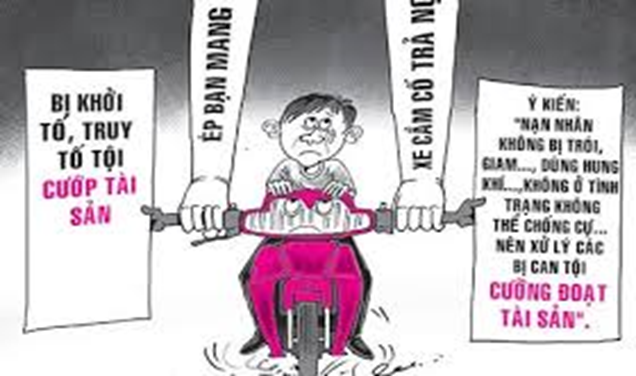 BỊ KHỞI
TỐ, TRUY
TỐ TỘI
CƯỚP TÀI
SẢN
ÉP BẠN MANG
XE CẦM CỐ TRẢ NỢ
Ý KIẾN:
"NẠN NHÂN
KHÔNG BỊ TRÓI,
GIAM..., DÙNG HUNG
KHÍ...,KHÔNG Ở TÌNH
TRẠNG KHÔNG
THỂ CHỐNG CỰ...
NÊN XỬ LÝ CÁC
BỊ CAN TỘI
CƯỠNG ĐOẠT
TÀI SẢN".